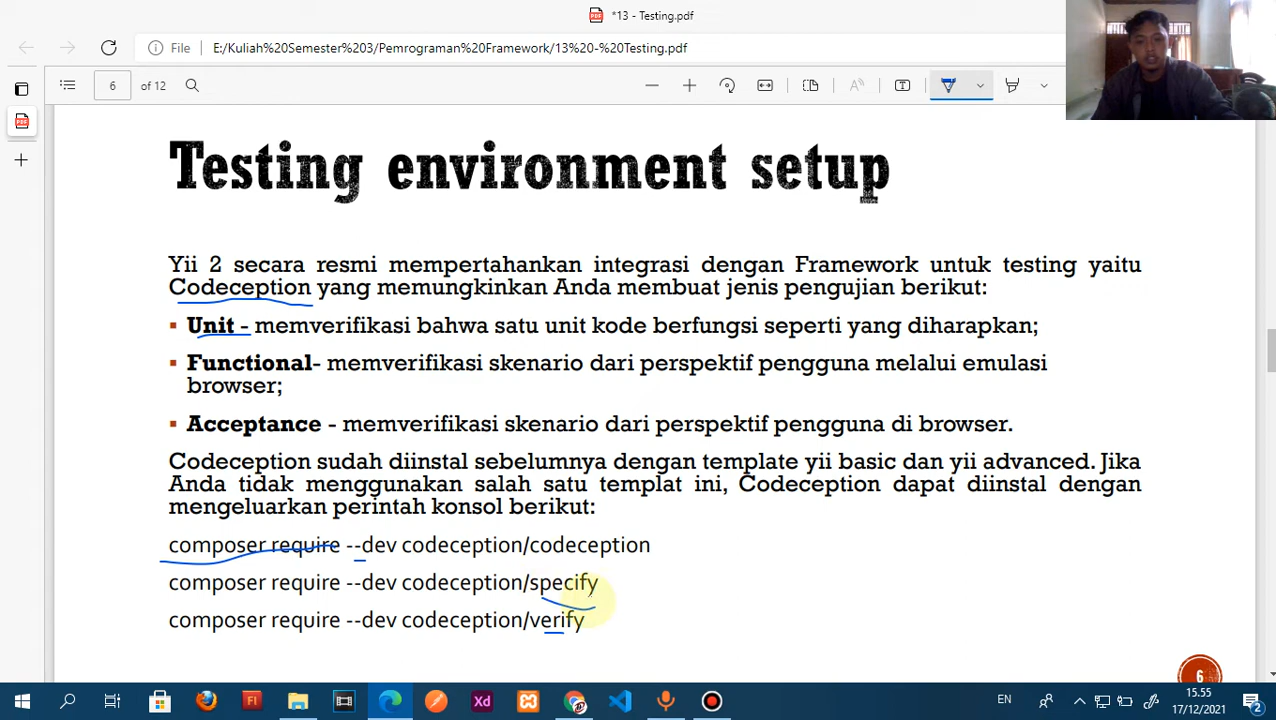 *13 - Testing.pdf
File
E:/Kuliah%20Semester%203/Pemrograman%20Framework/13%20-%20Testing.pdf
6 of 12
Testing environment setup
Yii 2 secara resmi mempertahankan integrasi dengan Framework untuk testing yaitu
Codeception yang memungkinkan Anda membuat jenis pengujian berikut:
▪ Unit - memverifikasi bahwa satu unit kode berfungsi seperti yang diharapkan;
▪ Functional- memverifikasi skenario dari perspektif pengguna melalui emulasi
browser;
▪ Acceptance - memverifikasi skenario dari perspektif pengguna di browser.
Codeception sudah diinstal sebelumnya dengan template yii basic dan yii advanced. Jika
Anda tidak menggunakan salah satu templat ini, Codeception dapat diinstal dengan
mengeluarkan perintah konsol berikut:
composer require --dev codeception/codeception
composer require --dev codeception/specify
composer require --dev codeception/verify
6
Fl
Xd
EN
15.55
17/12/2021
2